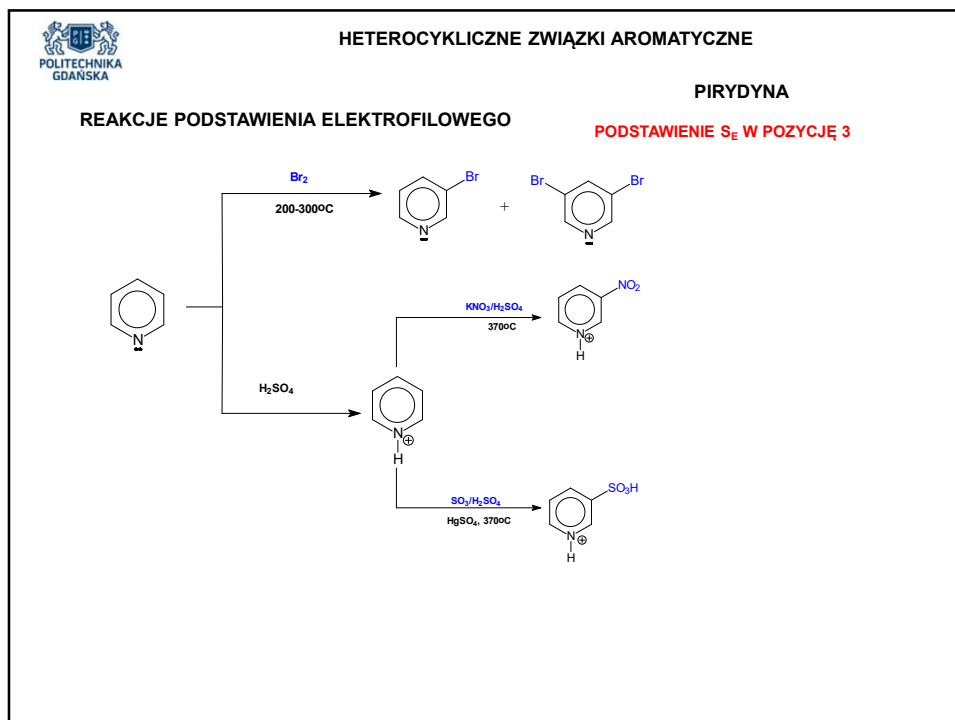 POLITECHNIKA
GDAŃSKA
HETEROCYKLICZNE ZWIĄZKI AROMATYCZNE
PIRYDYNA
REAKCJE PODSTAWIENIA ELEKTROFILOWEGO
PODSTAWIENIE SE W POZYCJĘ 3
Br2
200-300oC
Br
N
+
Br
Br
N
N
KNO3/H2SO4
370oC
NO2
N
⊕
H
H2SO4
N
⊕
H
SO3/H2SO4
HgSO4, 370oC
SO3H
N
⊕
H